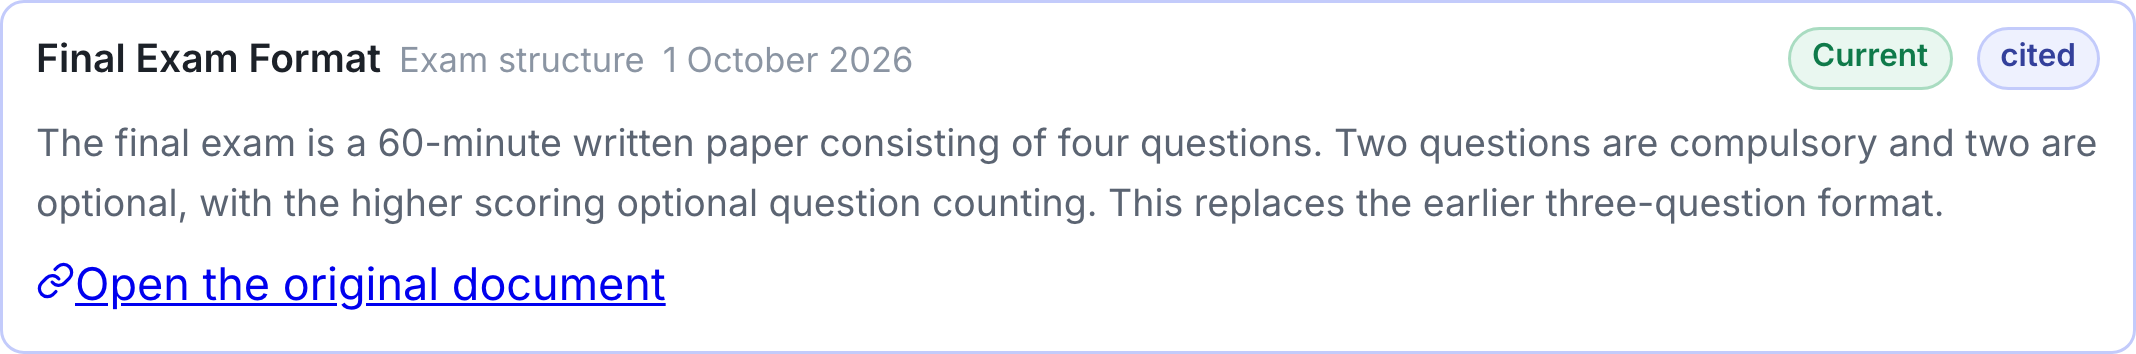 Final Exam Format Exam structure 1 October 2026 Current cited
The final exam is a 60-minute written paper consisting of four questions. Two questions are compulsory and two are
optional, with the higher scoring optional question counting. This replaces the earlier three-question format.
Open the original document